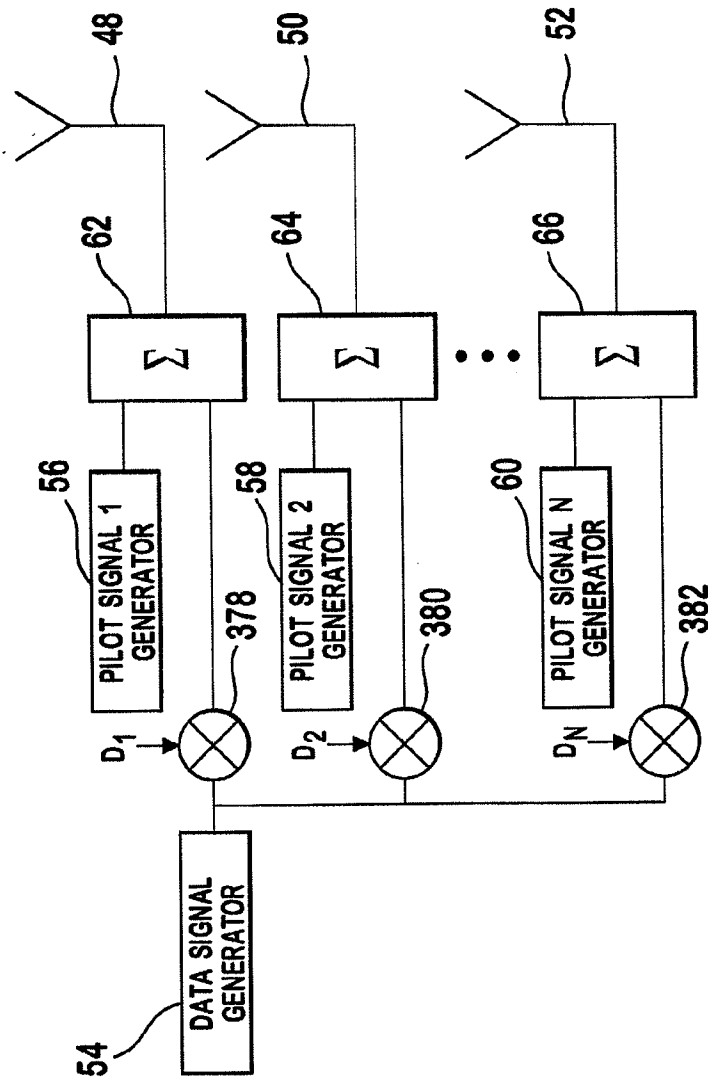 48
50
52
62
64
66
Σ
Σ
Σ
56
58
60
PILOT SIGNAL 1
GENERATOR
PILOT SIGNAL 2
GENERATOR
PILOT SIGNAL N
GENERATOR
378
380
382
D1
D2
DN
DATA SIGNAL
GENERATOR
54